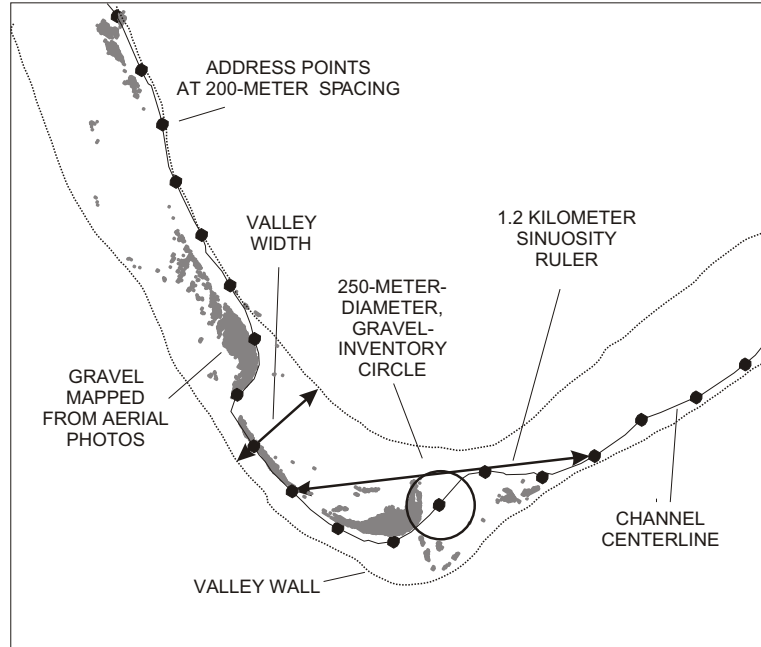 ADDRESS POINTS
AT 200-METER SPACING
VALLEY
WIDTH
1.2 KILOMETER
SINUOSITY
RULER
250-METER-
DIAMETER,
GRAVEL-
INVENTORY
CIRCLE
GRAVEL
MAPPED
FROM AERIAL
PHOTOS
CHANNEL
CENTERLINE
VALLEY WALL